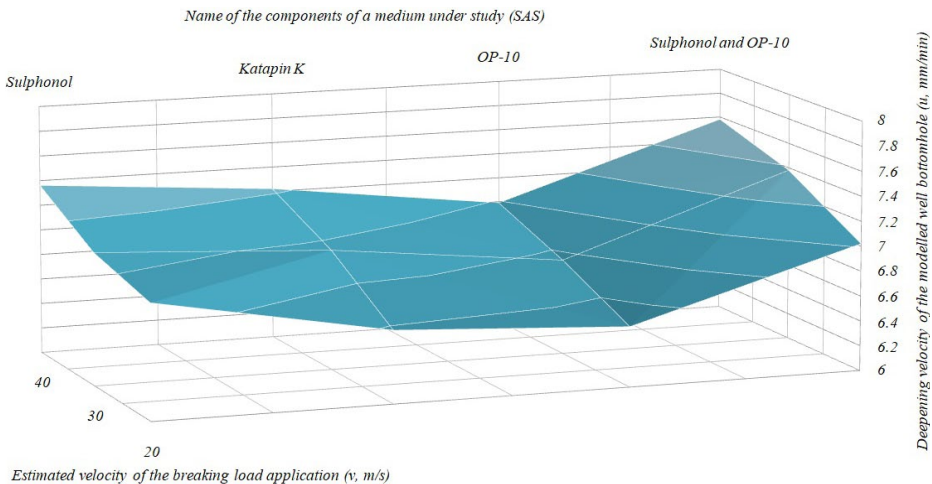 Name of the components of a medium under study (SAS)
Sulphonol and OP-10
OP-10
Katapin K
Sulphonol
8
7.8
7.6
7.4
7.2
7
6.8
6.6
6.4
6.2
6
Deepening velocity of the modelled well bottomhole (u, mm/min)
40
30
20
Estimated velocity of the breaking load application (v, m/s)